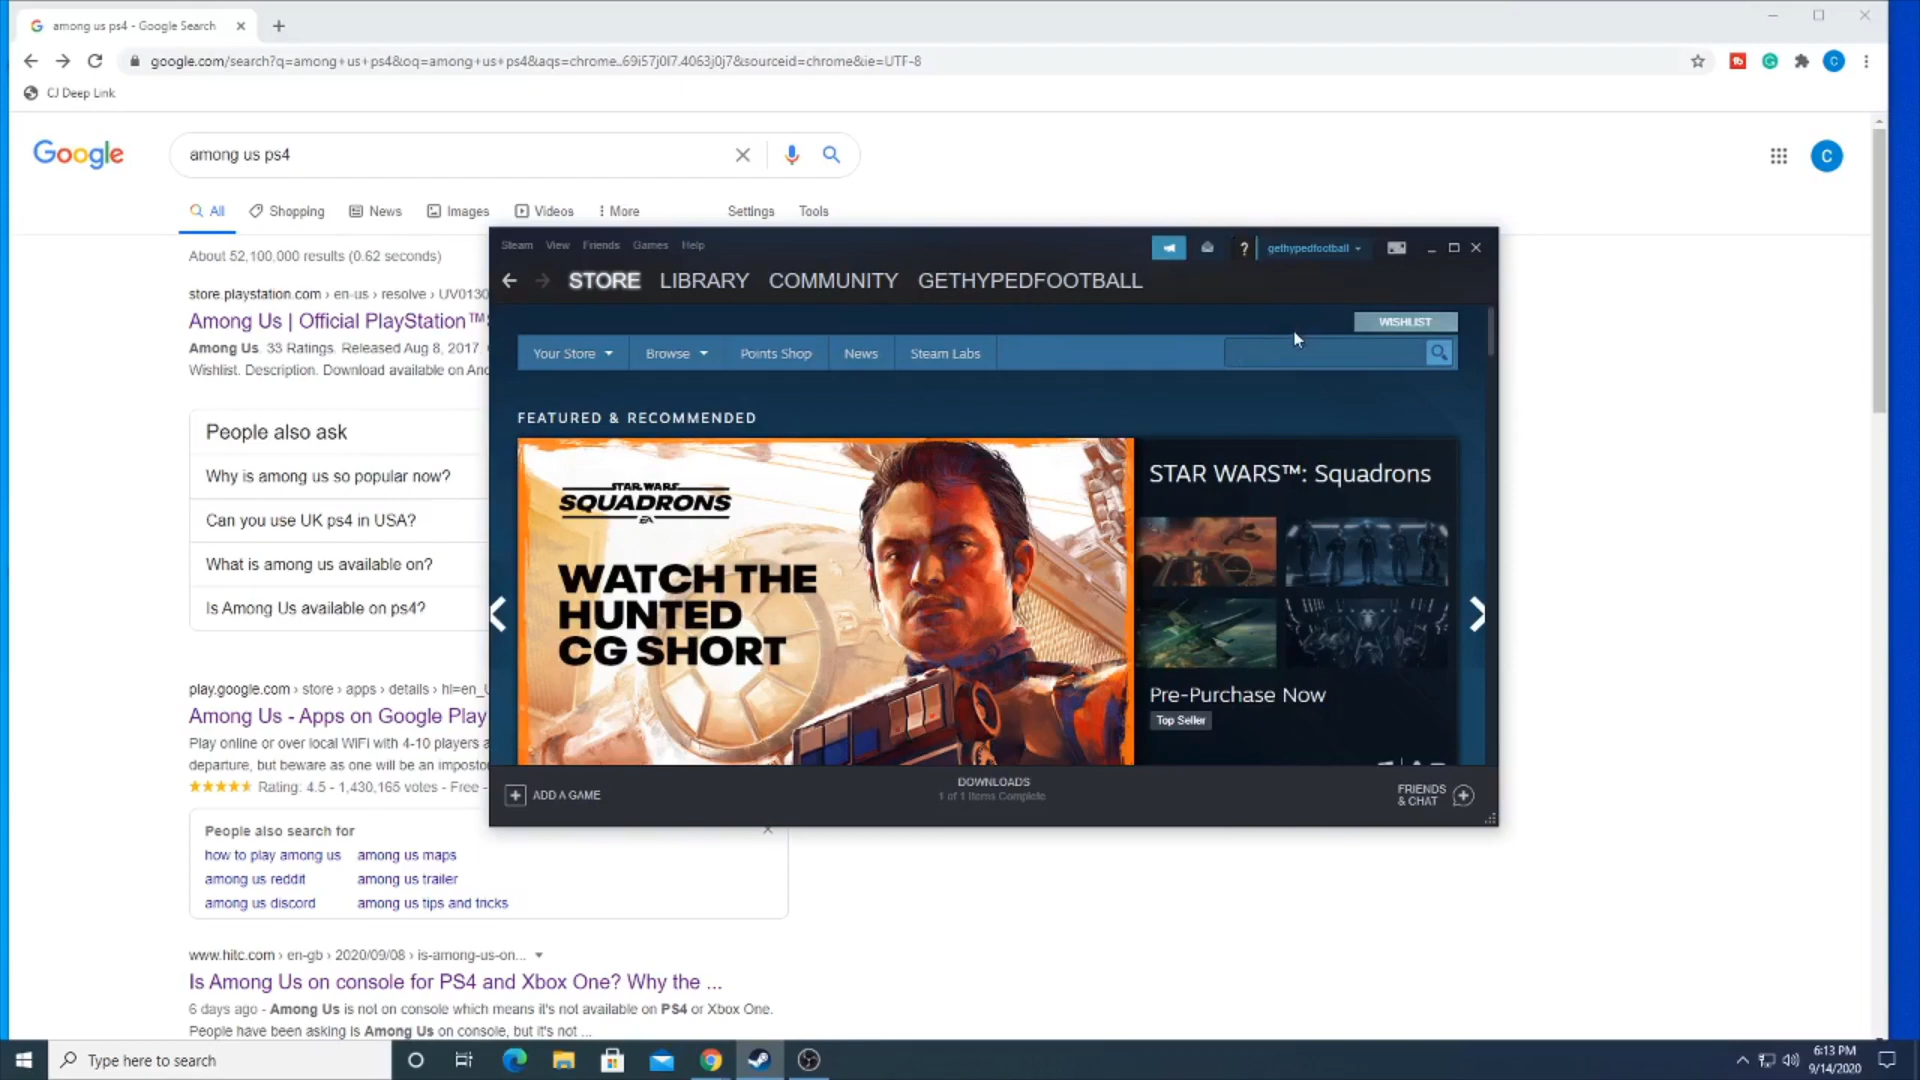 among us ps4 - Google Search
google.com/search?q=among+us+ps4&oq=among+us+ps4&aqs=chrome..69i57j0l7.4063j0j7&sourceid=chrome&ie=UTF-8
C
CJ Deep Link
Google
among us ps4
C
All
Shopping
News
Images
Videos
More
Settings
Tools
About 52,100,000 results (0.62 seconds)
store.playstation.com › en-us › resolve › UV0130
Among Us | Official PlayStation™
Among Us. 33 Ratings. Released Aug 8, 2017.
Wishlist. Description. Download available on
People also ask
Why is among us so popular now?
Can you use UK ps4 in USA?
What is among us available on?
Is Among Us available on ps4?
play.google.com › store › apps › details › hl=en_
Among Us - Apps on Google Play
Play online or over local WiFi with 4-10 players
departure, but beware as one will be an impostor
Rating: 4.5 - 1,430,165 votes - Free -
People also search for
how to play among us
among us maps
among us reddit
among us trailer
among us discord
among us tips and tricks
www.hitc.com › en-gb › 2020/09/08 › is-among-us-on...
Is Among Us on console for PS4 and Xbox One? Why the ...
6 days ago - Among Us is not on console which means it's not available on PS4 or Xbox One.
People have been asking is Among Us on console, but it's not ...
Steam View Friends Games Help
gethypedfootball
STORE LIBRARY COMMUNITY GETHYPEDFOOTBALL
WISHLIST
Your Store
Browse
Points Shop
News
Steam Labs
FEATURED & RECOMMENDED
STAR WARS
SQUADRONS
EA
WATCH THE
HUNTED
CG SHORT
STAR WARS™: Squadrons
Pre-Purchase Now
Top Seller
ADD A GAME
DOWNLOADS
1 of 1 Items Complete
FRIENDS
& CHAT
Type here to search
6:13 PM
9/14/2020